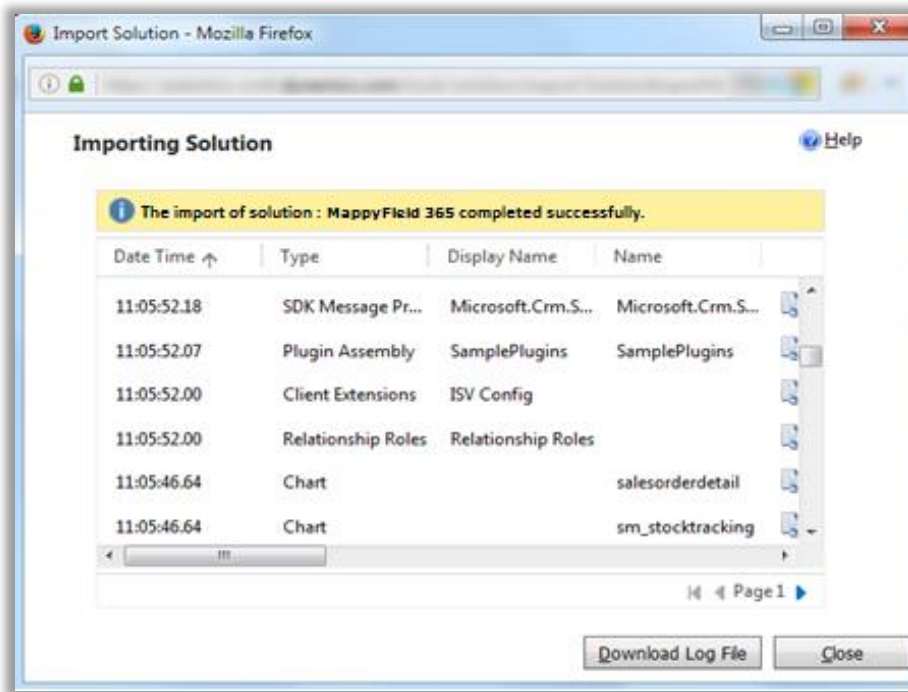 Import Solution - Mozilla Firefox
Importing Solution
Help
The import of solution : MappyField 365 completed successfully.
Date Time Type Display Name Name
11:05:52.18 SDK Message Pr... Microsoft.Crm.S... Microsoft.Crm.S...
11:05:52.07 Plugin Assembly SamplePlugins SamplePlugins
11:05:52.00 Client Extensions ISV Config
11:05:52.00 Relationship Roles Relationship Roles
11:05:46.64 Chart salesorderdetail
11:05:46.64 Chart sm_stocktracking
Page 1
Download Log File Close